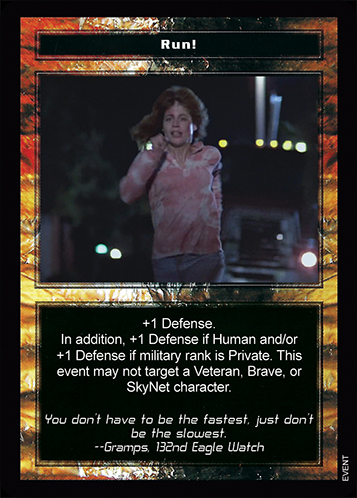 Run!
+1 Defense.
In addition, +1 Defense if Human and/or
+1 Defense if military rank is Private. This
event may not target a Veteran, Brave, or
SkyNet character.
You don't have to be the fastest, just don't
be the slowest.
--Gramps, 132nd Eagle Watch
EVENT